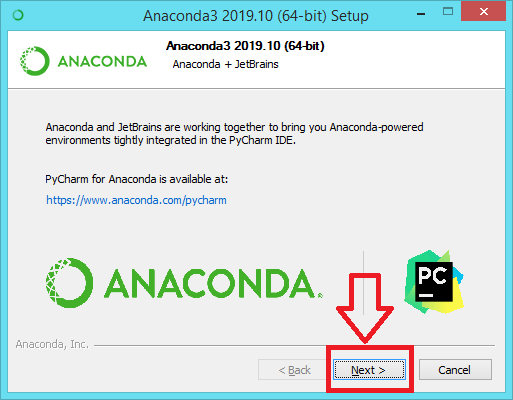 Anaconda3 2019.10 (64-bit) Setup
ANACONDA
Anaconda3 2019.10 (64-bit)
Anaconda + JetBrains
Anaconda and JetBrains are working together to bring you Anaconda-powered
environments tightly integrated in the PyCharm IDE.
PyCharm for Anaconda is available at:
https://www.anaconda.com/pycharm
ANACONDA®
PC
Anaconda, Inc.
< Back
Next >
Cancel